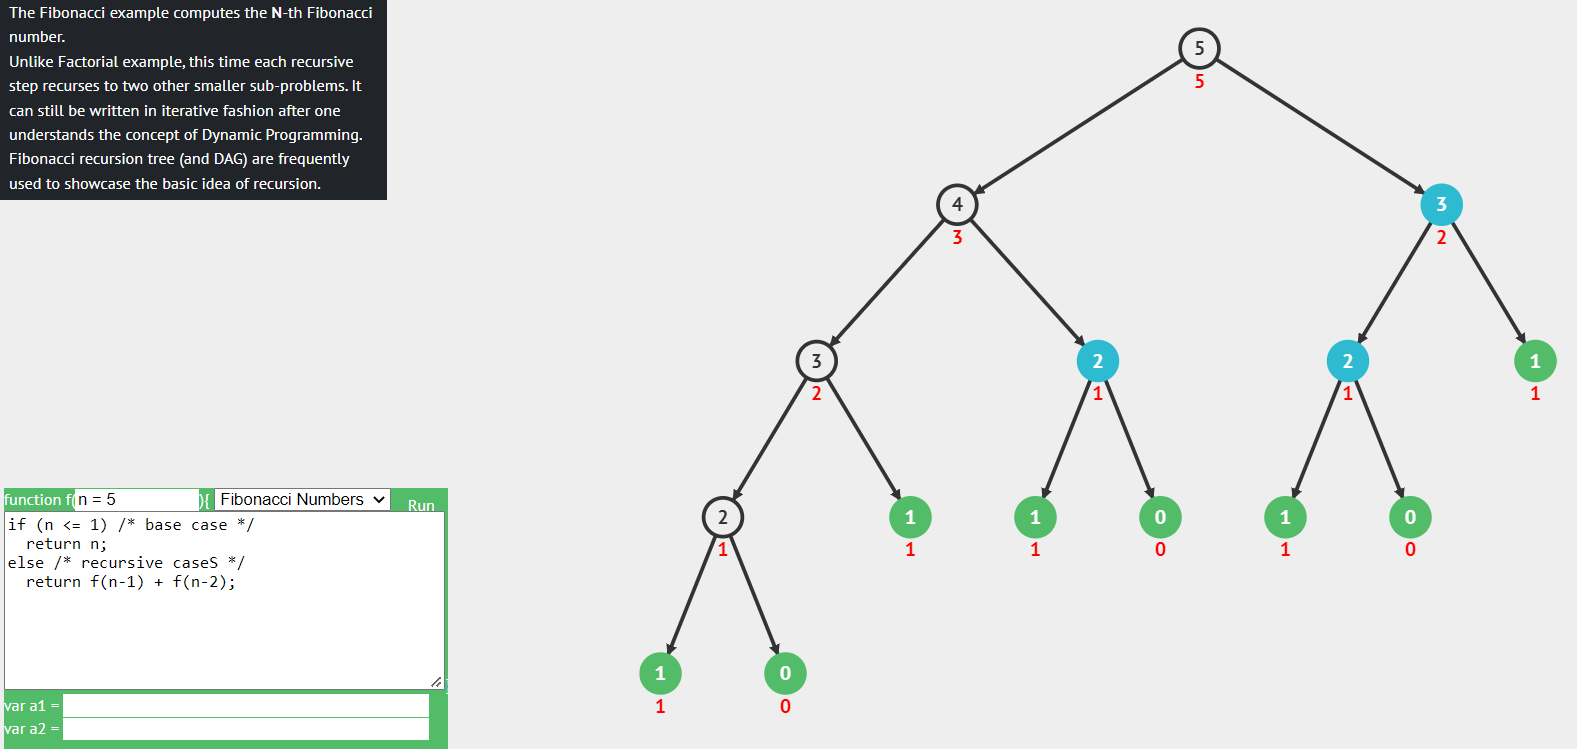 The Fibonacci example computes the N-th Fibonacci
number.
Unlike Factorial example, this time each recursive
step recurses to two other smaller sub-problems. It
can still be written in iterative fashion after one
understands the concept of Dynamic Programming.
Fibonacci recursion tree (and DAG) are frequently
used to showcase the basic idea of recursion.
5
5
4
3
3
2
3
2
2
1
2
1
1
1
2
1
1
1
1
1
0
0
1
1
0
0
1
1
0
0
function f(n = 5){ Fibonacci Numbers Run
if (n <= 1) /* base case */
return n;
else /* recursive caseS */
return f(n-1) + f(n-2);
var a1 =
var a2 =